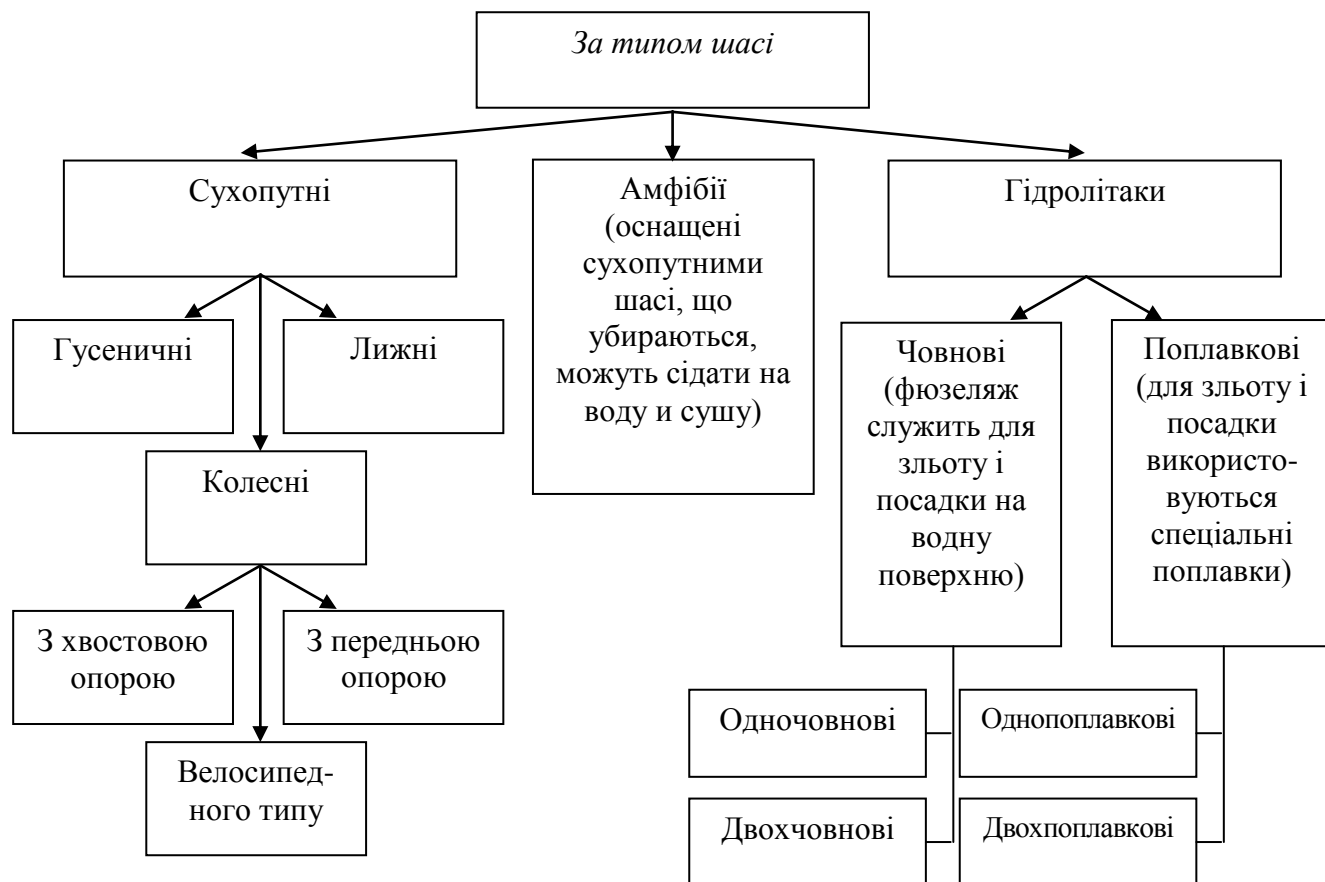 За типом шасі
Сухопутні
Амфібії
(оснащені
сухопутними
шасі, що
убираються,
можуть сідати на
воду и сушу)
Гідролітаки
Гусеничні
Лижні
Колесні
З хвостовою
опорою
З передньою
опорою
Велосипед-
ного типу
Човнові
(фюзеляж
служить для
зльоту і
посадки на
водну
поверхню)
Поплавкові
(для зльоту і
посадки
використо-
вуються
спеціальні
поплавки)
Одночовнові
Однопоплавкові
Двохчовнові
Двохпоплавкові